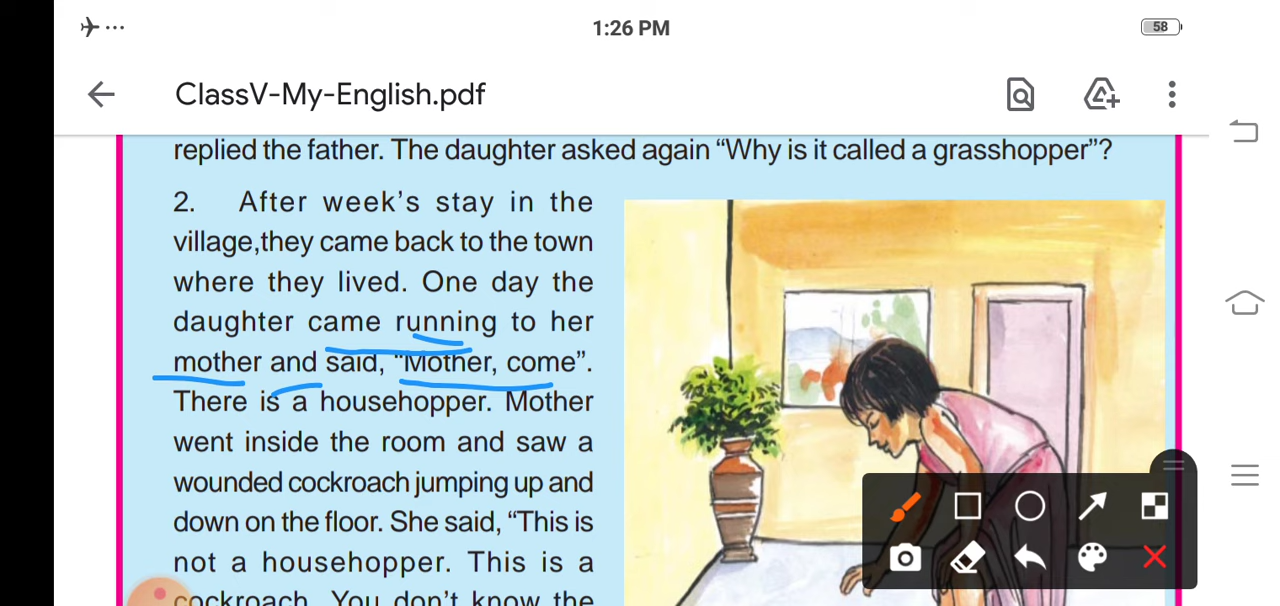 1:26 PM
58
ClassV-My-English.pdf
replied the father. The daughter asked again “Why is it called a grasshopper”?
2. After week’s stay in the
village,they came back to the town
where they lived. One day the
daughter came running to her
mother and said, “Mother, come”.
There is a househopper. Mother
went inside the room and saw a
wounded cockroach jumping up and
down on the floor. She said, “This is
not a househopper. This is a
cockroach. You don’t know the